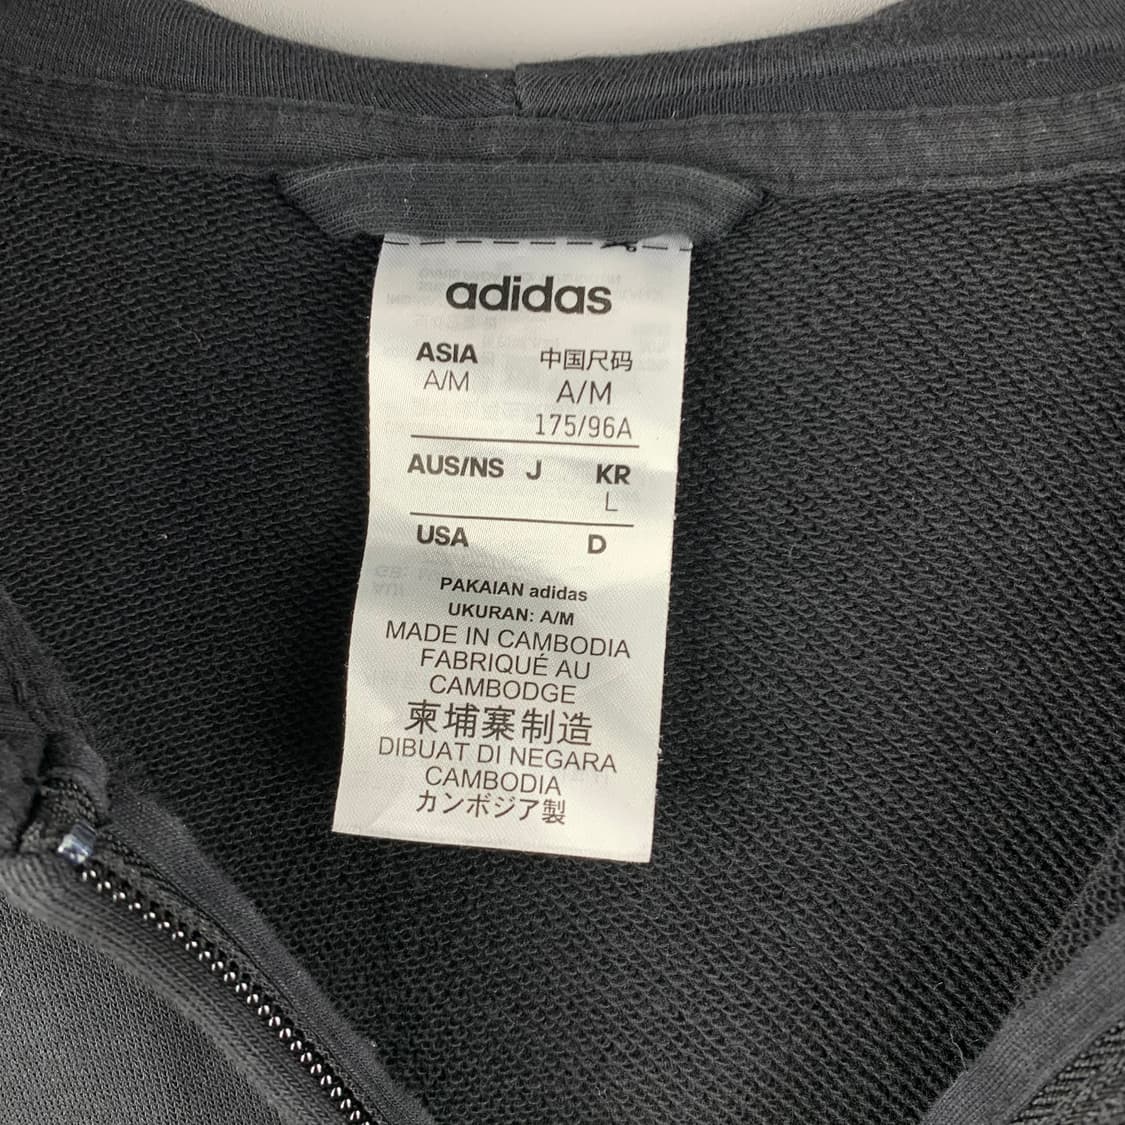 adidas
ASIA 中国尺码
A/M A/M
175/96A
AUS/NS J KR
L
USA D
PAKAIAN adidas
UKURAN: A/M
MADE IN CAMBODIA
FABRIQUÉ AU
CAMBODGE
柬埔寨制造
DIBUAT DI NEGARA
CAMBODIA
カンボジア製